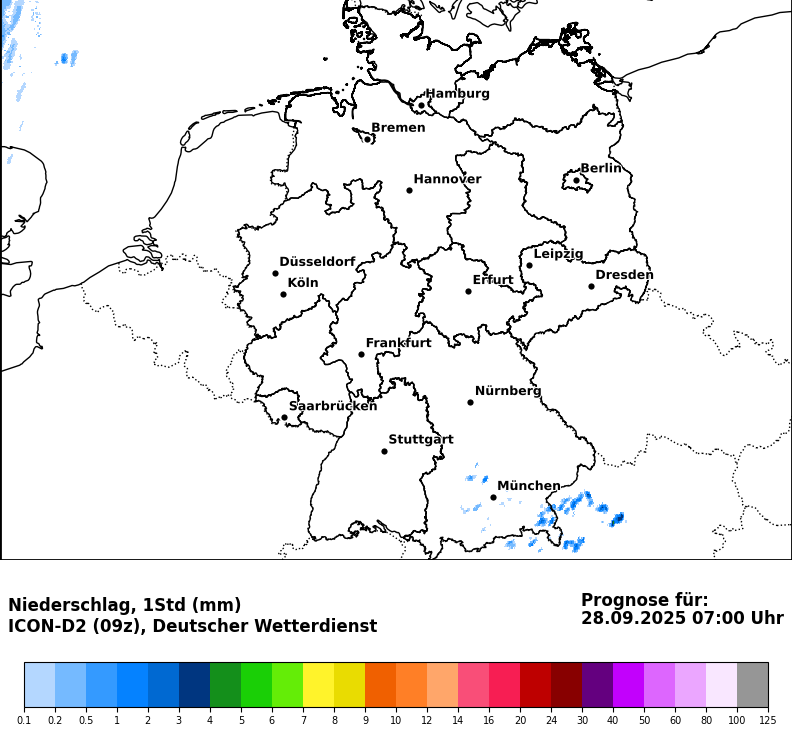 Hamburg
Bremen
Berlin
Hannover
Leipzig
Düsseldorf
Dresden
Köln
Erfurt
Frankfurt
Nürnberg
Saarbrücken
Stuttgart
München
Niederschlag, 1Std (mm)
ICON-D2 (09z), Deutscher Wetterdienst
Prognose für:
28.09.2025 07:00 Uhr
0.1 0.2 0.5 1 2 3 4 5 6 7 8 9 10 12 14 16 20 24 30 40 50 60 80 100 125